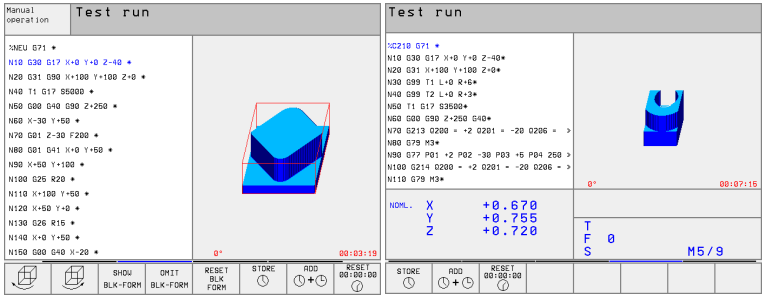 Manual
operation
Test run
%NEU G71 *
N10 G30 G17 X+0 Y+0 Z-40 *
N20 G31 G90 X+100 Y+100 Z+0 *
N40 T1 G17 S5000 *
N50 G00 G40 G90 Z+250 *
N60 X-30 Y+50 *
N70 G01 Z-30 F200 *
N80 G01 G41 X+0 Y+50 *
N90 X+50 Y+100 *
N100 G25 R20 *
N110 X+100 Y+50 *
N120 X+50 Y+0 *
N130 G26 R15 *
N140 X+0 Y+50 *
N150 G00 G40 X-20 *
0°
00:03:19
SHOW
BLK-FORM
OMIT
BLK-FORM
RESET
BLK
FORM
STORE
ADD
+
RESET
00:00:00
Test run
%C210 G71 *
N10 G30 G17 X+0 Y+0 Z-40*
N20 G31 X+100 Y+100 Z+0*
N30 G99 T1 L+0 R+6*
N40 G99 T2 L+0 R+3*
N50 T1 G17 S3500*
N60 G00 G90 Z+250 G40*
N70 G213 Q200 = +2 Q201 = -20 Q206 = »
N80 G79 M3*
N90 G77 P01 +2 P02 -30 P03 +5 P04 250 »
N100 G214 Q200 = +2 Q201 = -20 Q206 = »
N110 G79 M3*
0°
00:07:15
NOML.
X +0.670
Y +0.755
Z +0.720
T
F 0
S M5/9
STORE
ADD
+
RESET
00:00:00